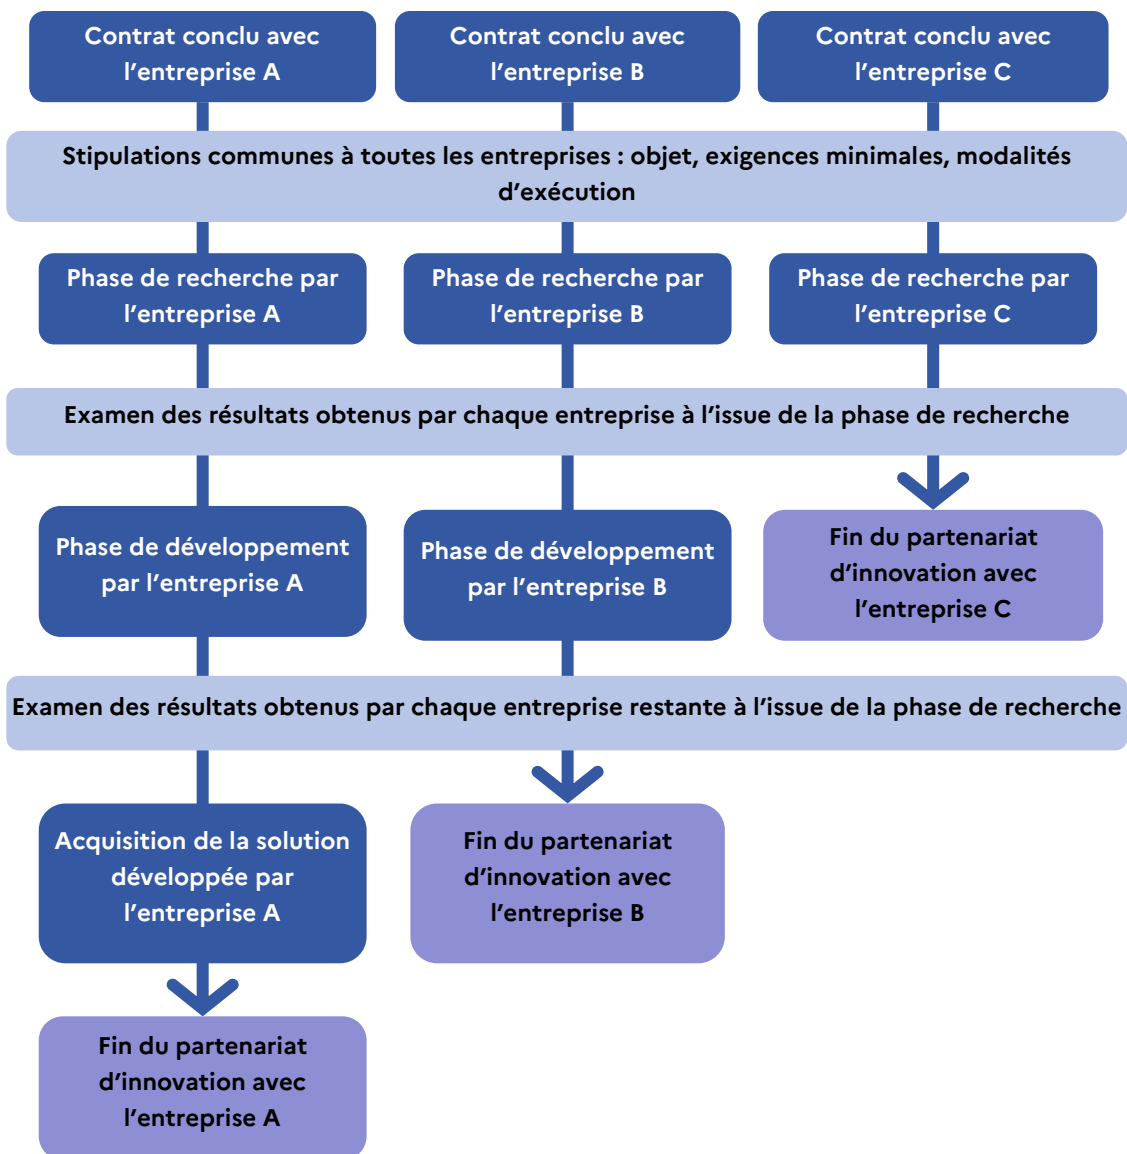 Contrat conclu avec
l'entreprise A
Contrat conclu avec
l'entreprise B
Contrat conclu avec
l'entreprise C
Stipulations communes à toutes les entreprises : objet, exigences minimales, modalités
d'exécution
Phase de recherche par
l'entreprise A
Phase de recherche par
l'entreprise B
Phase de recherche par
l'entreprise C
Examen des résultats obtenus par chaque entreprise à l'issue de la phase de recherche
Phase de développement
par l'entreprise A
Phase de développement
par l'entreprise B
Fin du partenariat
d'innovation avec
l'entreprise C
Examen des résultats obtenus par chaque entreprise restante à l'issue de la phase de recherche
Acquisition de la solution
développée par
l'entreprise A
Fin du partenariat
d'innovation avec
l'entreprise B
Fin du partenariat
d'innovation avec
l'entreprise A